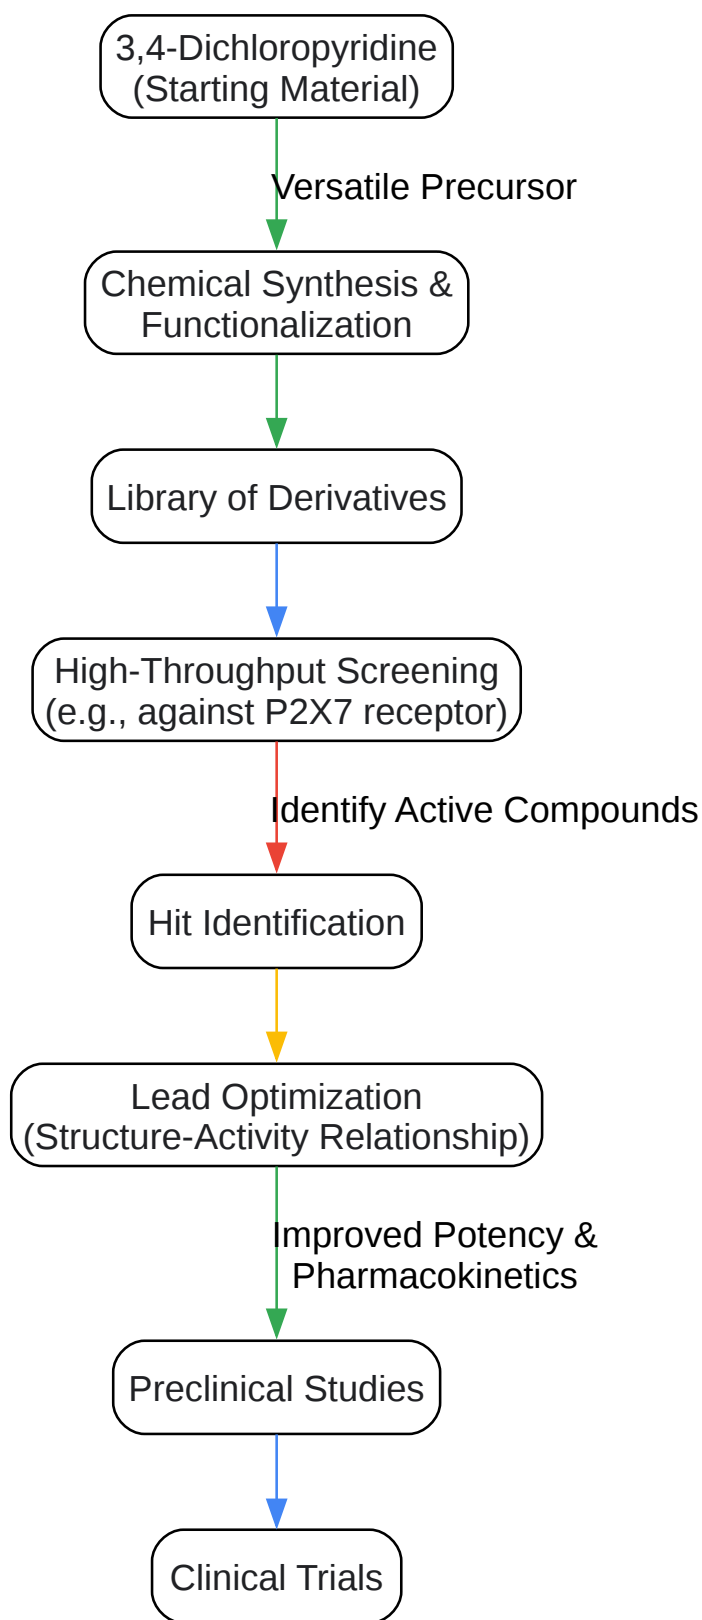 3,4-Dichloropyridine
(Starting Material)
Versatile Precursor
Chemical Synthesis &
Functionalization
Library of Derivatives
High-Throughput Screening
(e.g., against P2X7 receptor)
Identify Active Compounds
Hit Identification
Lead Optimization
(Structure-Activity Relationship)
Improved Potency &
Pharmacokinetics
Preclinical Studies
Clinical Trials